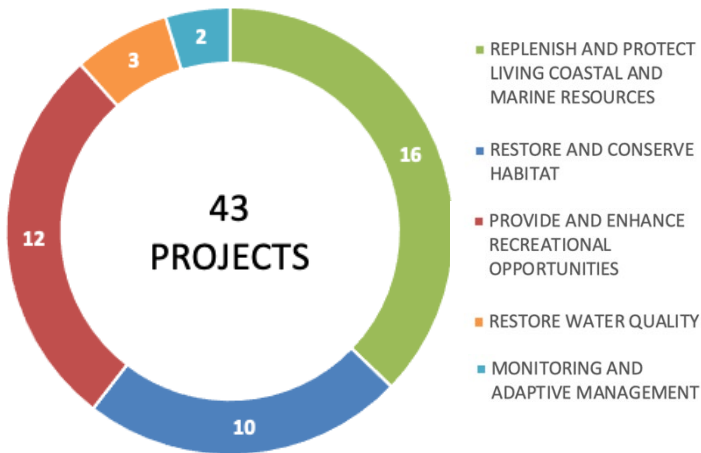 2
3
16
12
10
43
PROJECTS
REPLENISH AND PROTECT
LIVING COASTAL AND
MARINE RESOURCES
RESTORE AND CONSERVE
HABITAT
PROVIDE AND ENHANCE
RECREATIONAL
OPPORTUNITIES
RESTORE WATER QUALITY
MONITORING AND
ADAPTIVE MANAGEMENT